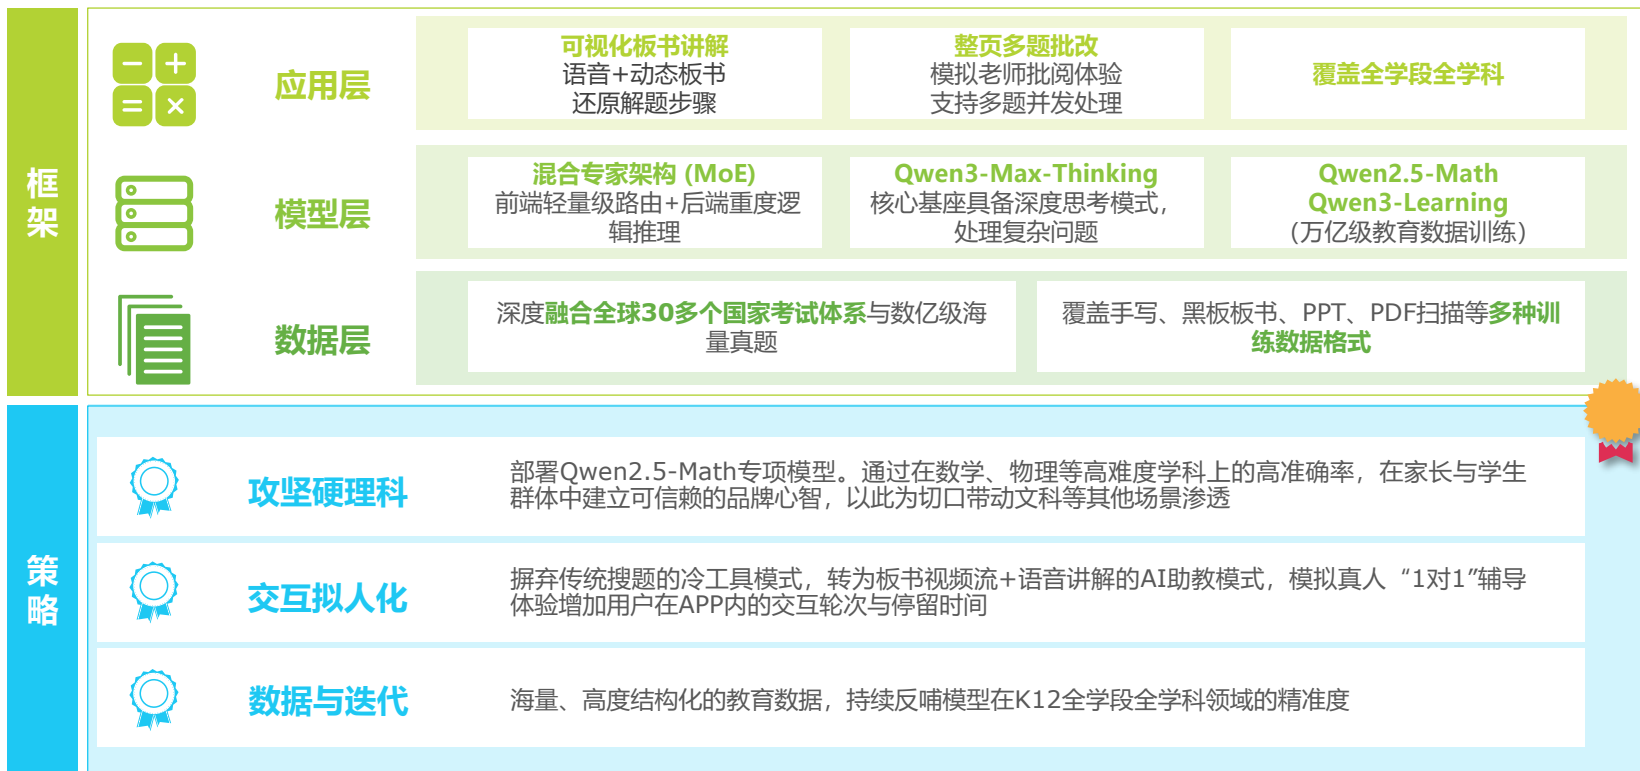 框架
应用层
可视化板书讲解
语音+动态板书
还原解题步骤
整页多题批改
模拟老师批阅体验
支持多题并发处理
覆盖全学段全学科
模型层
混合专家架构 (MoE)
前端轻量级路由+后端重度逻
辑推理
Qwen3-Max-Thinking
核心基座具备深度思考模式，
处理复杂问题
Qwen2.5-Math
Qwen3-Learning
（万亿级教育数据训练）
数据层
深度融合全球30多个国家考试体系与数亿级海
量真题
覆盖手写、黑板板书、PPT、PDF扫描等多种训
练数据格式
策略
攻坚硬理科
部署Qwen2.5-Math专项模型。通过在数学、物理等高难度学科上的高准确率，在家长与学生
群体中建立可信赖的品牌心智，以此为切口带动文科等其他场景渗透
交互拟人化
摒弃传统搜题的冷工具模式，转为板书视频流+语音讲解的AI助教模式，模拟真人“1对1”辅导
体验增加用户在APP内的交互轮次与停留时间
数据与迭代
海量、高度结构化的教育数据，持续反哺模型在K12全学段全学科领域的精准度